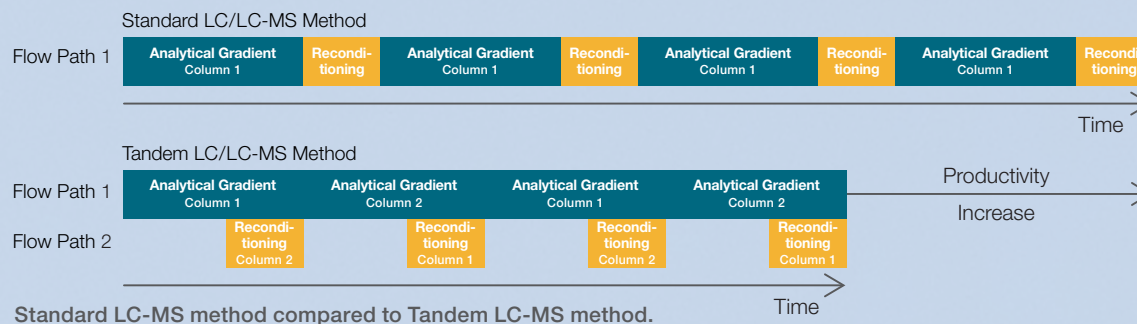 Standard LC/LC-MS Method
Flow Path 1
Analytical Gradient
Column 1
Recondi-
tioning
Analytical Gradient
Column 1
Recondi-
tioning
Analytical Gradient
Column 1
Recondi-
tioning
Analytical Gradient
Column 1
Recondi-
tioning
Time
Tandem LC/LC-MS Method
Flow Path 1
Analytical Gradient
Column 1
Analytical Gradient
Column 2
Analytical Gradient
Column 1
Analytical Gradient
Column 2
Productivity
Increase
Flow Path 2
Recondi-
tioning
Column 2
Recondi-
tioning
Column 1
Recondi-
tioning
Column 2
Recondi-
tioning
Column 1
Time
Standard LC-MS method compared to Tandem LC-MS method.